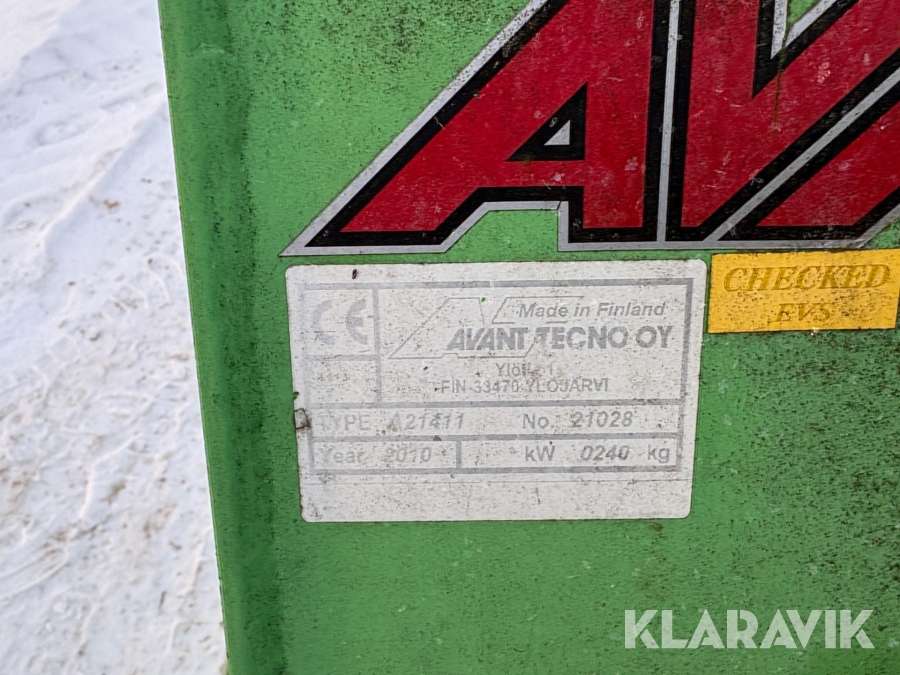 AV
CHECKED
EVS
CE
Made in Finland
AVANT TECNO OY
FIN-33470 YLÖJÄRVI
TYPE A21411 No. 21028
Year 2010 kW 0240 kg
KLARAVIK